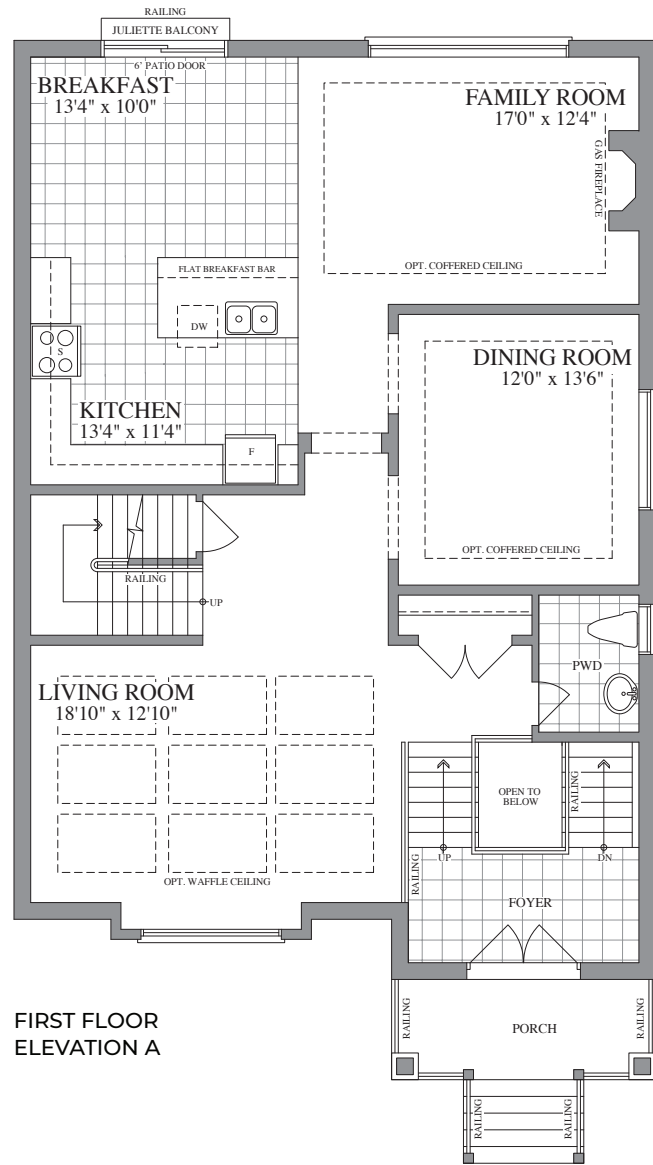 RAILING
JULIETTE BALCONY
6' PATIO DOOR
BREAKFAST
13'4" x 10'0"
FAMILY ROOM
17'0" x 12'4"
GAS FIREPLACE
OPT. COFFERED CEILING
FLAT BREAKFAST BAR
DW
S
DINING ROOM
12'0" x 13'6"
KITCHEN
13'4" x 11'4"
F
OPT. COFFERED CEILING
RAILING
UP
PWD
LIVING ROOM
18'10" x 12'10"
OPEN TO
BELOW
RAILING
UP
DN
RAILING
OPT. WAFFLE CEILING
FOYER
FIRST FLOOR
ELEVATION A
RAILING
PORCH
RAILING
RAILING
RAILING